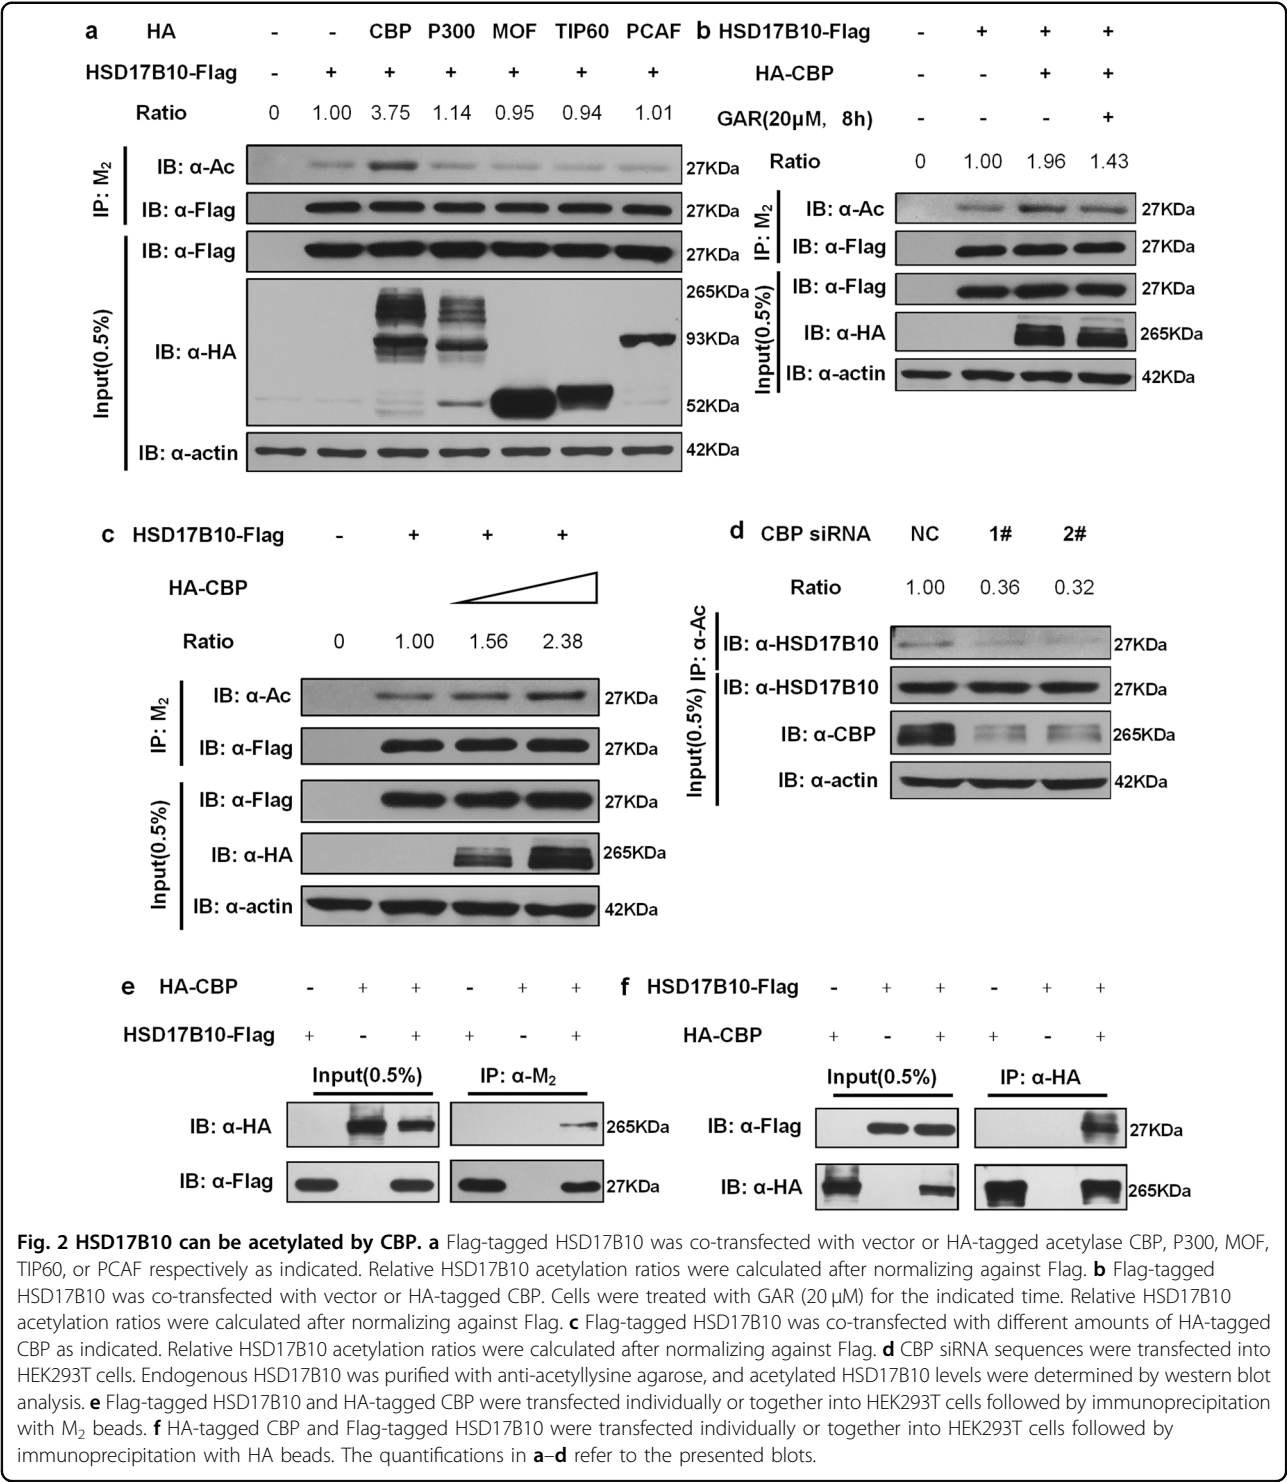 a HA - - CBP P300 MOF TIP60 PCAF
HSD17B10-Flag - + + + + + +
Ratio 0 1.00 3.75 1.14 0.95 0.94 1.01
IP: M2
IB: α-Ac 27KDa
IB: α-Flag 27KDa
Input(0.5%)
IB: α-Flag 27KDa
IB: α-HA 265KDa
93KDa
52KDa
IB: α-actin 42KDa
b HSD17B10-Flag - + + +
HA-CBP - - + +
GAR(20μM, 8h) - - - +
Ratio 0 1.00 1.96 1.43
IP: M2
IB: α-Ac 27KDa
IB: α-Flag 27KDa
Input(0.5%)
IB: α-Flag 27KDa
IB: α-HA 265KDa
IB: α-actin 42KDa
c HSD17B10-Flag - + + +
HA-CBP
Ratio 0 1.00 1.56 2.38
IP: M2
IB: α-Ac 27KDa
IB: α-Flag 27KDa
Input(0.5%)
IB: α-Flag 27KDa
IB: α-HA 265KDa
IB: α-actin 42KDa
d CBP siRNA NC 1# 2#
Ratio 1.00 0.36 0.32
IP: α-Ac
IB: α-HSD17B10 27KDa
Input(0.5%)
IB: α-HSD17B10 27KDa
IB: α-CBP 265KDa
IB: α-actin 42KDa
e HA-CBP - + + - + +
HSD17B10-Flag + - + + - +
Input(0.5%) IP: α-M2
IB: α-HA 265KDa
IB: α-Flag 27KDa
f HSD17B10-Flag - + + - + +
HA-CBP + - + + - +
Input(0.5%) IP: α-HA
IB: α-Flag 27KDa
IB: α-HA 265KDa
Fig. 2 HSD17B10 can be acetylated by CBP. a Flag-tagged HSD17B10 was co-transfected with vector or HA-tagged acetylase CBP, P300, MOF,
TIP60, or PCAF respectively as indicated. Relative HSD17B10 acetylation ratios were calculated after normalizing against Flag. b Flag-tagged
HSD17B10 was co-transfected with vector or HA-tagged CBP. Cells were treated with GAR (20 μM) for the indicated time. Relative HSD17B10
acetylation ratios were calculated after normalizing against Flag. c Flag-tagged HSD17B10 was co-transfected with different amounts of HA-tagged
CBP as indicated. Relative HSD17B10 acetylation ratios were calculated after normalizing against Flag. d CBP siRNA sequences were transfected into
HEK293T cells. Endogenous HSD17B10 was purified with anti-acetyllysine agarose, and acetylated HSD17B10 levels were determined by western blot
analysis. e Flag-tagged HSD17B10 and HA-tagged CBP were transfected individually or together into HEK293T cells followed by immunoprecipitation
with M2 beads. f HA-tagged CBP and Flag-tagged HSD17B10 were transfected individually or together into HEK293T cells followed by
immunoprecipitation with HA beads. The quantifications in a–d refer to the presented blots.